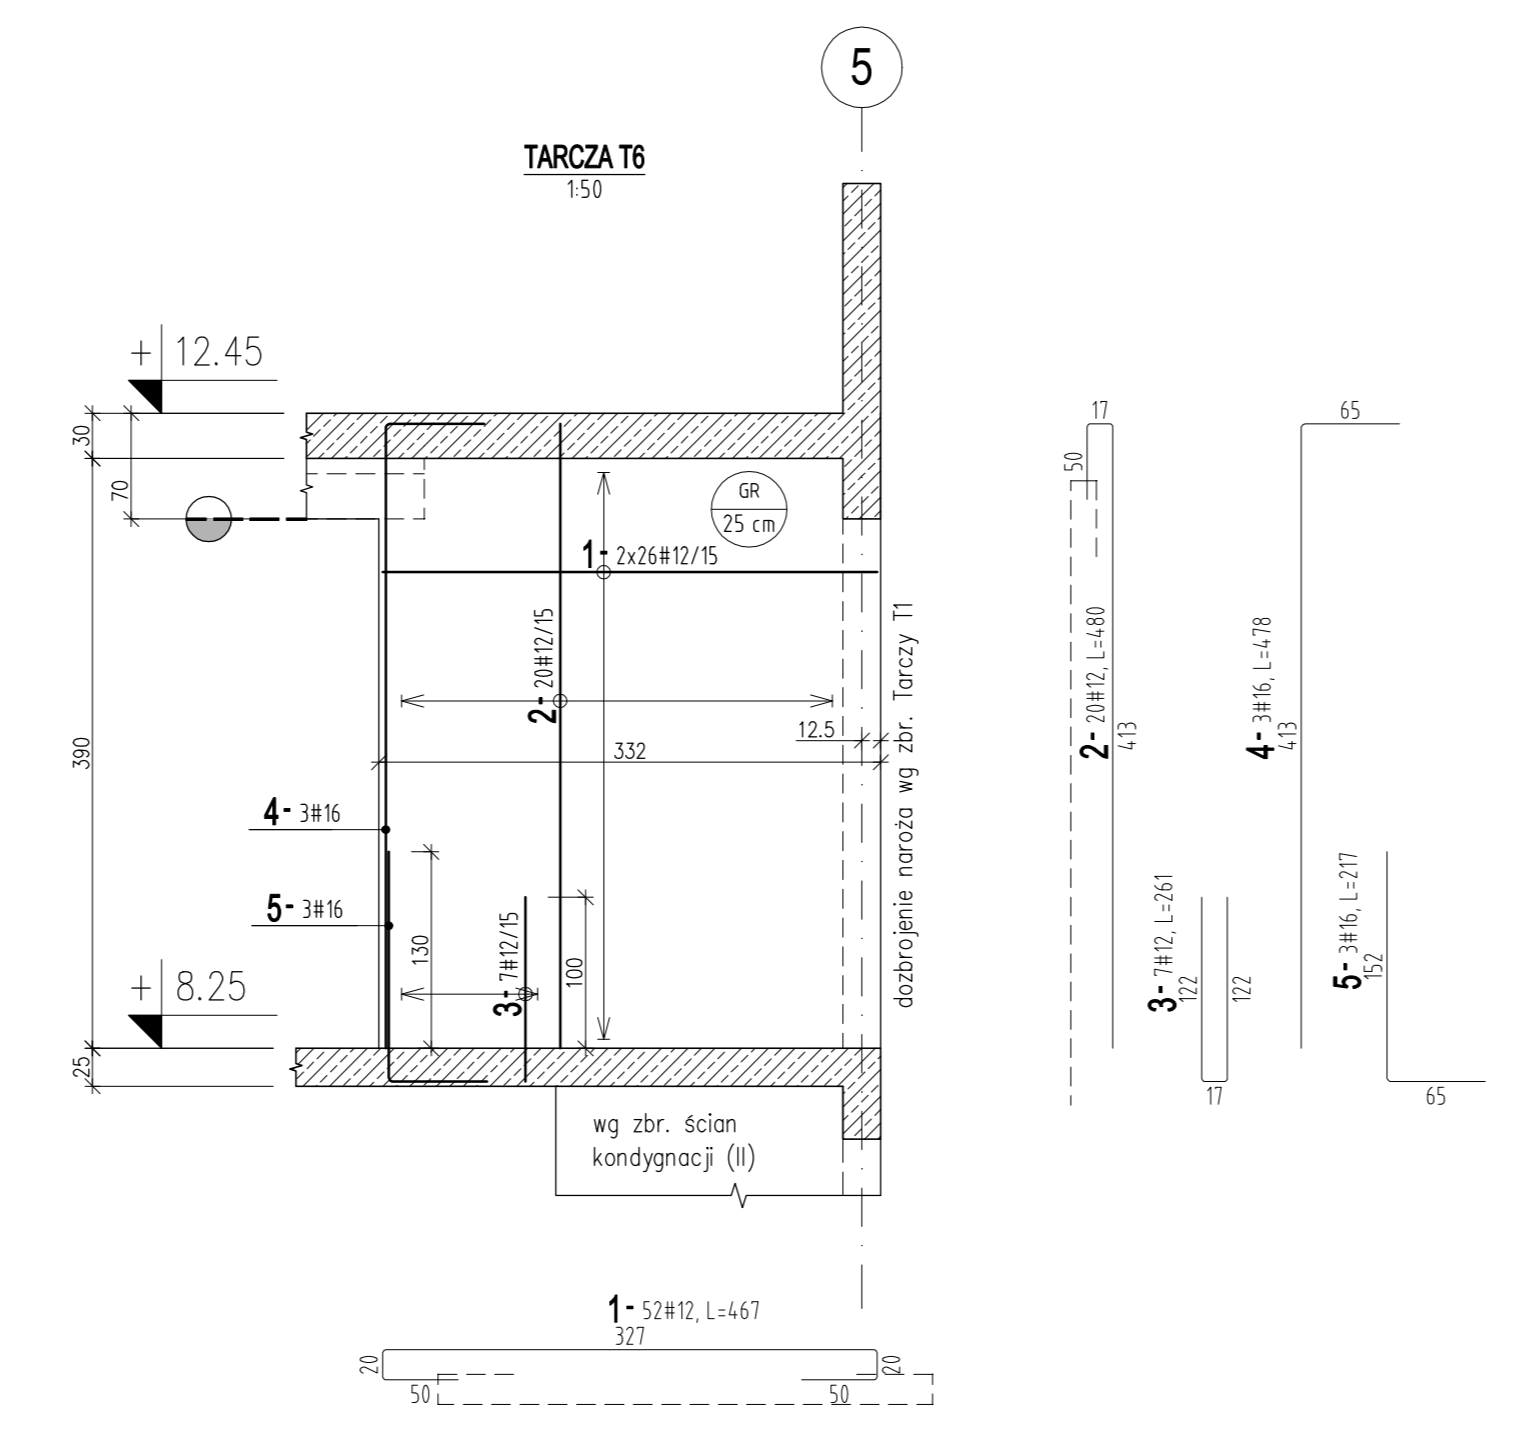 5
TARCZA T6
1:50
+ 12.45
30
70
390
GR
25 cm
1- 2x26#12/15
2- 20#12/15
12.5
332
dozbrojenie naroża wg zbr. Tarczy T1
4- 3#16
5- 3#16
130
3- 7#12/15
100
+ 8.25
25
wg zbr. ścian
kondygnacji (II)
17
50
2- 20#12, L=480
413
65
4- 3#16, L=478
413
3- 7#12, L=261
122
122
17
5- 3#16, L=217
152
65
1- 52#12, L=467
327
20
20
50
50